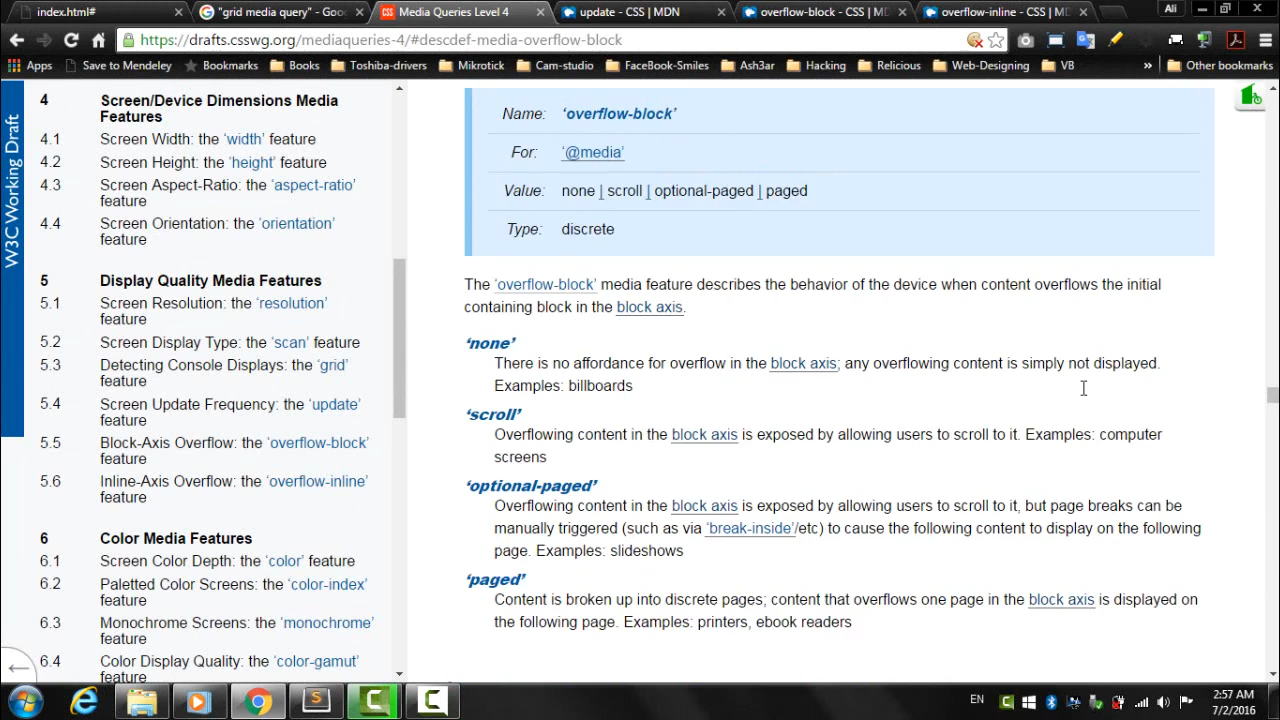 index.html#
"grid media query" - Goo
Media Queries Level 4
update - CSS | MDN
overflow-block - CSS | MD
overflow-inline - CSS | MD
Ali
https://drafts.csswg.org/mediaqueries-4/#descdef-media-overflow-block
Apps
Save to Mendeley
Bookmarks
Books
Toshiba-drivers
Mikrotick
Cam-studio
FaceBook-Smiles
Ash3ar
Hacking
Relicious
Web-Designing
VB
»
Other bookmarks
W3C Working Draft
4 Screen/Device Dimensions Media
Features
4.1 Screen Width: the ‘width’ feature
4.2 Screen Height: the ‘height’ feature
4.3 Screen Aspect-Ratio: the ‘aspect-ratio’
feature
4.4 Screen Orientation: the ‘orientation’
feature
5 Display Quality Media Features
5.1 Screen Resolution: the ‘resolution’
feature
5.2 Screen Display Type: the ‘scan’ feature
5.3 Detecting Console Displays: the ‘grid’
feature
5.4 Screen Update Frequency: the ‘update’
feature
5.5 Block-Axis Overflow: the ‘overflow-block’
feature
5.6 Inline-Axis Overflow: the ‘overflow-inline’
feature
6 Color Media Features
6.1 Screen Color Depth: the ‘color’ feature
6.2 Paletted Color Screens: the ‘color-index’
feature
6.3 Monochrome Screens: the ‘monochrome’
feature
6.4 Color Display Quality: the ‘color-gamut’
feature
Name: ‘overflow-block’
For: ‘@media’
Value: none | scroll | optional-paged | paged
Type: discrete
The ‘overflow-block’ media feature describes the behavior of the device when content overflows the initial
containing block in the block axis.
‘none’
There is no affordance for overflow in the block axis; any overflowing content is simply not displayed.
Examples: billboards
‘scroll’
Overflowing content in the block axis is exposed by allowing users to scroll to it. Examples: computer
screens
‘optional-paged’
Overflowing content in the block axis is exposed by allowing users to scroll to it, but page breaks can be
manually triggered (such as via ‘break-inside’/etc) to cause the following content to display on the following
page. Examples: slideshows
‘paged’
Content is broken up into discrete pages; content that overflows one page in the block axis is displayed on
the following page. Examples: printers, ebook readers
EN
2:57 AM
7/2/2016